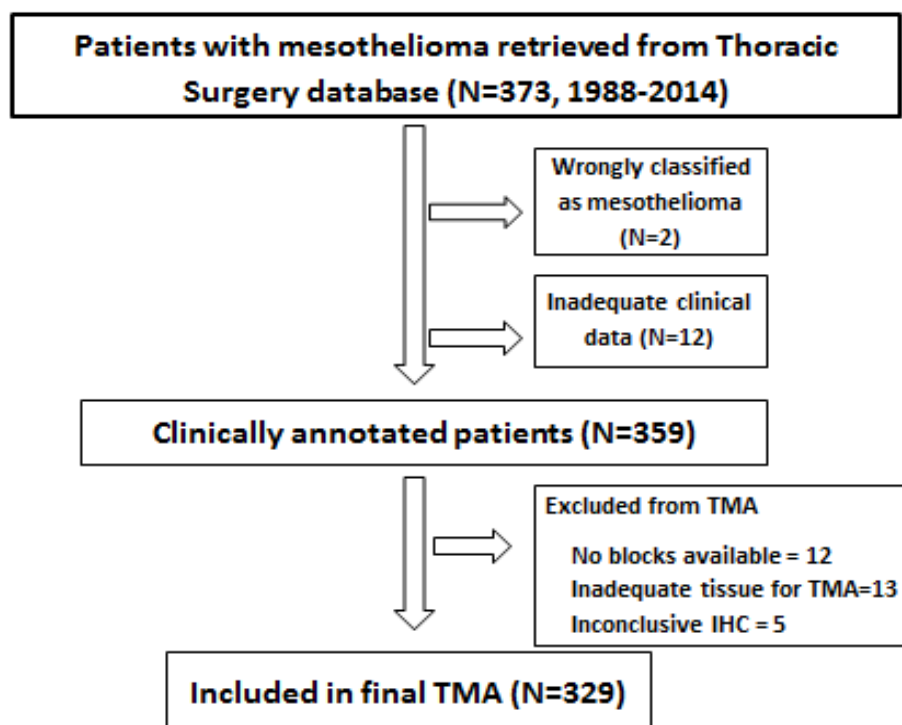 Patients with mesothelioma retrieved from Thoracic
Surgery database (N=373, 1988-2014)
Wrongly classified
as mesothelioma
(N=2)
Inadequate clinical
data (N=12)
Clinically annotated patients (N=359)
Excluded from TMA
No blocks available = 12
Inadequate tissue for TMA=13
Inconclusive IHC = 5
Included in final TMA (N=329)